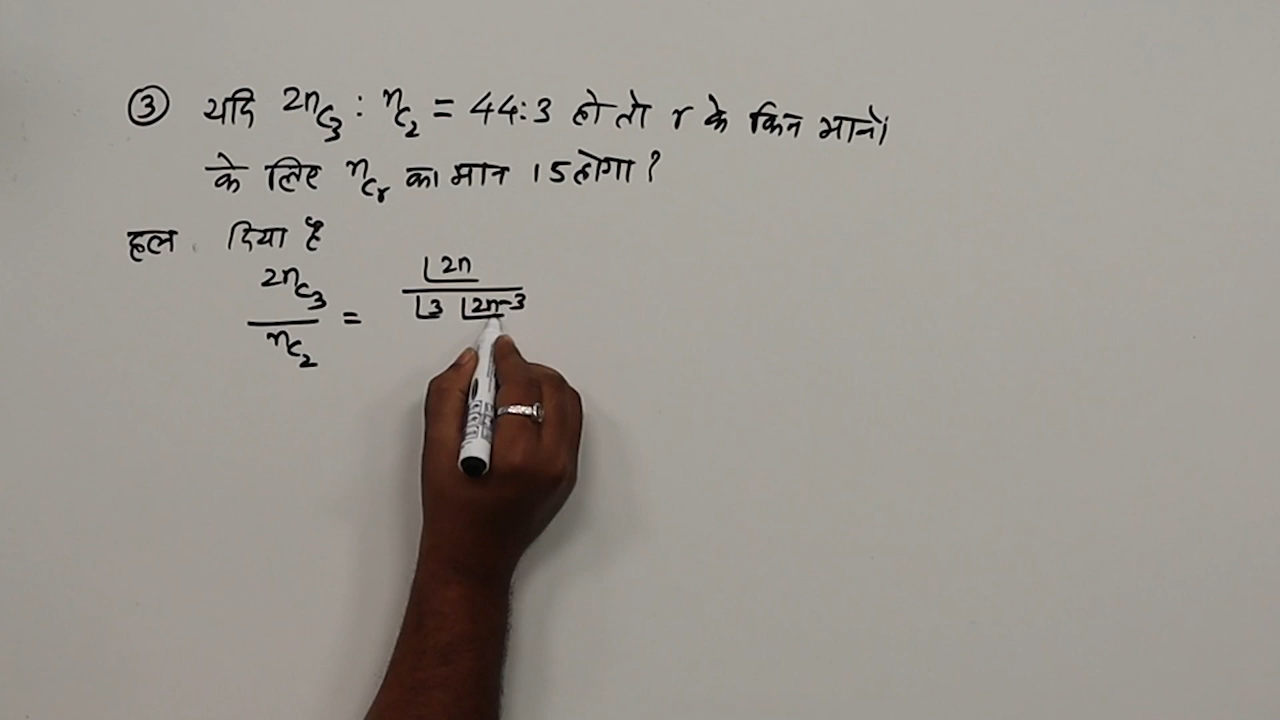 ③ यदि 2nC3 : nC2 = 44:3 हो तो r के किन मानों
के लिए nCr का मान 15 होगा ?
हल . दिया है
2nC3 / nC2 = |2n / |3 |2n-3